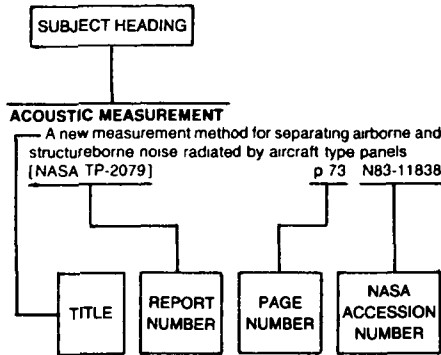 SUBJECT HEADING
ACOUSTIC MEASUREMENT
A new measurement method for separating airborne and
structureborne noise radiated by aircraft type panels
[NASA TP-2079] p 73 N83-11838
TITLE
REPORT
NUMBER
PAGE
NUMBER
NASA
ACCESSION
NUMBER